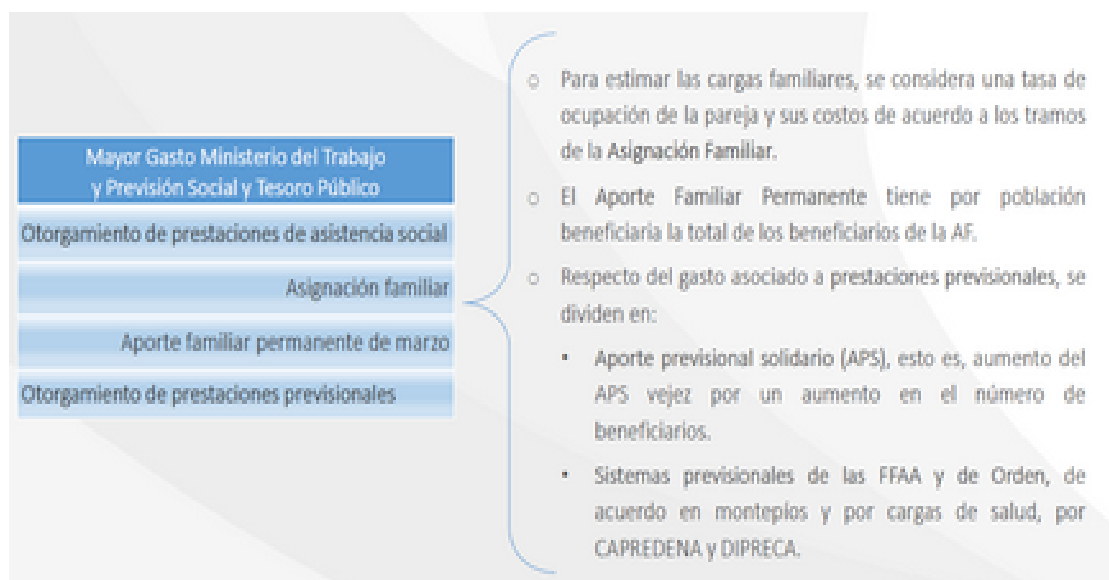 Mayor Gasto Ministerio del Trabajo
y Previsión Social y Tesoro Público
Otorgamiento de prestaciones de asistencia social
Asignación familiar
Aporte familiar permanente de marzo
Otorgamiento de prestaciones previsionales
○ Para estimar las cargas familiares, se considera una tasa de
ocupación de la pareja y sus costos de acuerdo a los tramos
de la Asignación Familiar.
○ El Aporte Familiar Permanente tiene por población
beneficiaria la total de los beneficiarios de la AF.
○ Respecto del gasto asociado a prestaciones previsionales, se
dividen en:
• Aporte previsional solidario (APS), esto es, aumento del
APS vejez por un aumento en el número de
beneficiarios.
• Sistemas previsionales de las FFAA y de Orden, de
acuerdo en montepíos y por cargas de salud, por
CAPREDENA y DIPRECA.